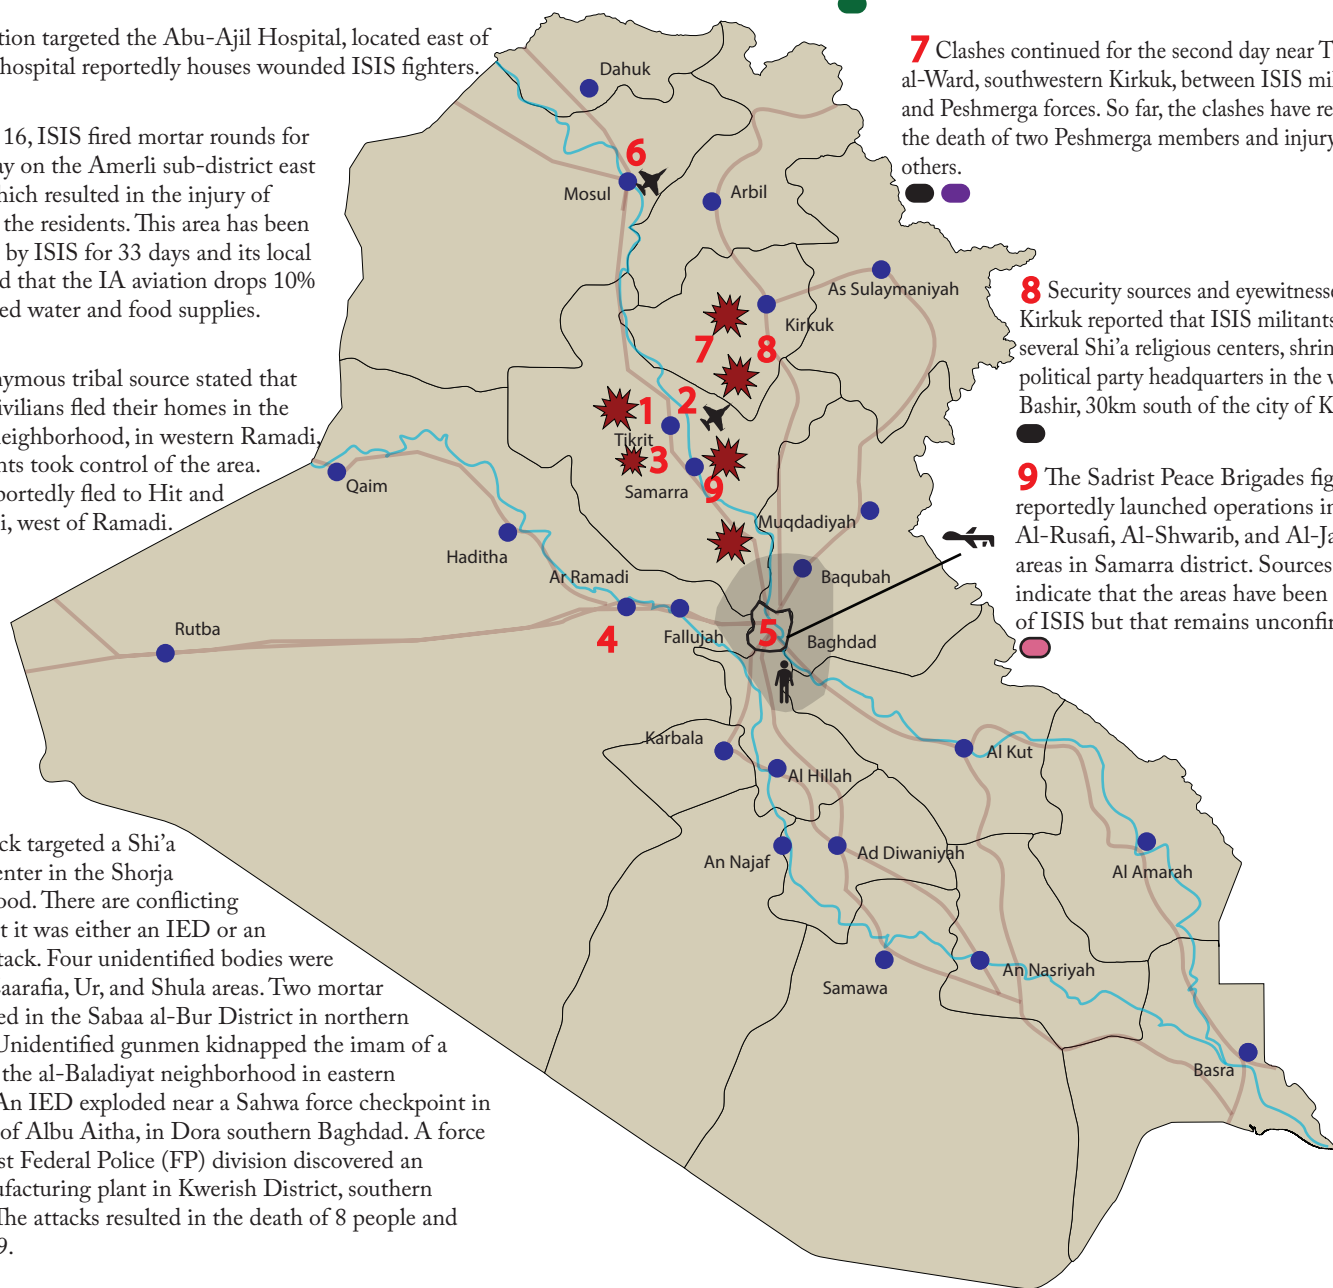 tion targeted the Abu-Ajil Hospital, located east of
hospital reportedly houses wounded ISIS fighters.
16, ISIS fired mortar rounds for
ay on the Amerli sub-district east
hich resulted in the injury of
the residents. This area has been
by ISIS for 33 days and its local
d that the IA aviation drops 10%
ed water and food supplies.
nymous tribal source stated that
ivilians fled their homes in the
neighborhood, in western Ramadi,
nts took control of the area.
portedly fled to Hit and
i, west of Ramadi.
ck targeted a Shi’a
enter in the Shorja
ood. There are conflicting
t it was either an IED or an
tack. Four unidentified bodies were
aarafia, Ur, and Shula areas. Two mortar
ed in the Sabaa al-Bur District in northern
Unidentified gunmen kidnapped the imam of a
the al-Baladiyat neighborhood in eastern
An IED exploded near a Sahwa force checkpoint in
of Albu Aitha, in Dora southern Baghdad. A force
st Federal Police (FP) division discovered an
ufacturing plant in Kwerish District, southern
The attacks resulted in the death of 8 people and
9.
Dahuk
6
Mosul
Arbil
As Sulaymaniyah
Kirkuk
7
8
1
2
Tikrit
3
Samarra
9
Qaim
Muqdadiyah
Haditha
Ar Ramadi
Baqubah
Rutba
4
Fallujah
5
Baghdad
Karbala
Al Kut
Al Hillah
An Najaf
Ad Diwaniyah
Al Amarah
An Nasriyah
Samawa
Basra
7 Clashes continued for the second day near T
al-Ward, southwestern Kirkuk, between ISIS mil
and Peshmerga forces. So far, the clashes have re
the death of two Peshmerga members and injury
others.
8 Security sources and eyewitnesse
Kirkuk reported that ISIS militants
several Shi’a religious centers, shrin
political party headquarters in the v
Bashir, 30km south of the city of K
9 The Sadrist Peace Brigades fig
reportedly launched operations in
Al-Rusafi, Al-Shwarib, and Al-Ja
areas in Samarra district. Sources
indicate that the areas have been
of ISIS but that remains unconfir